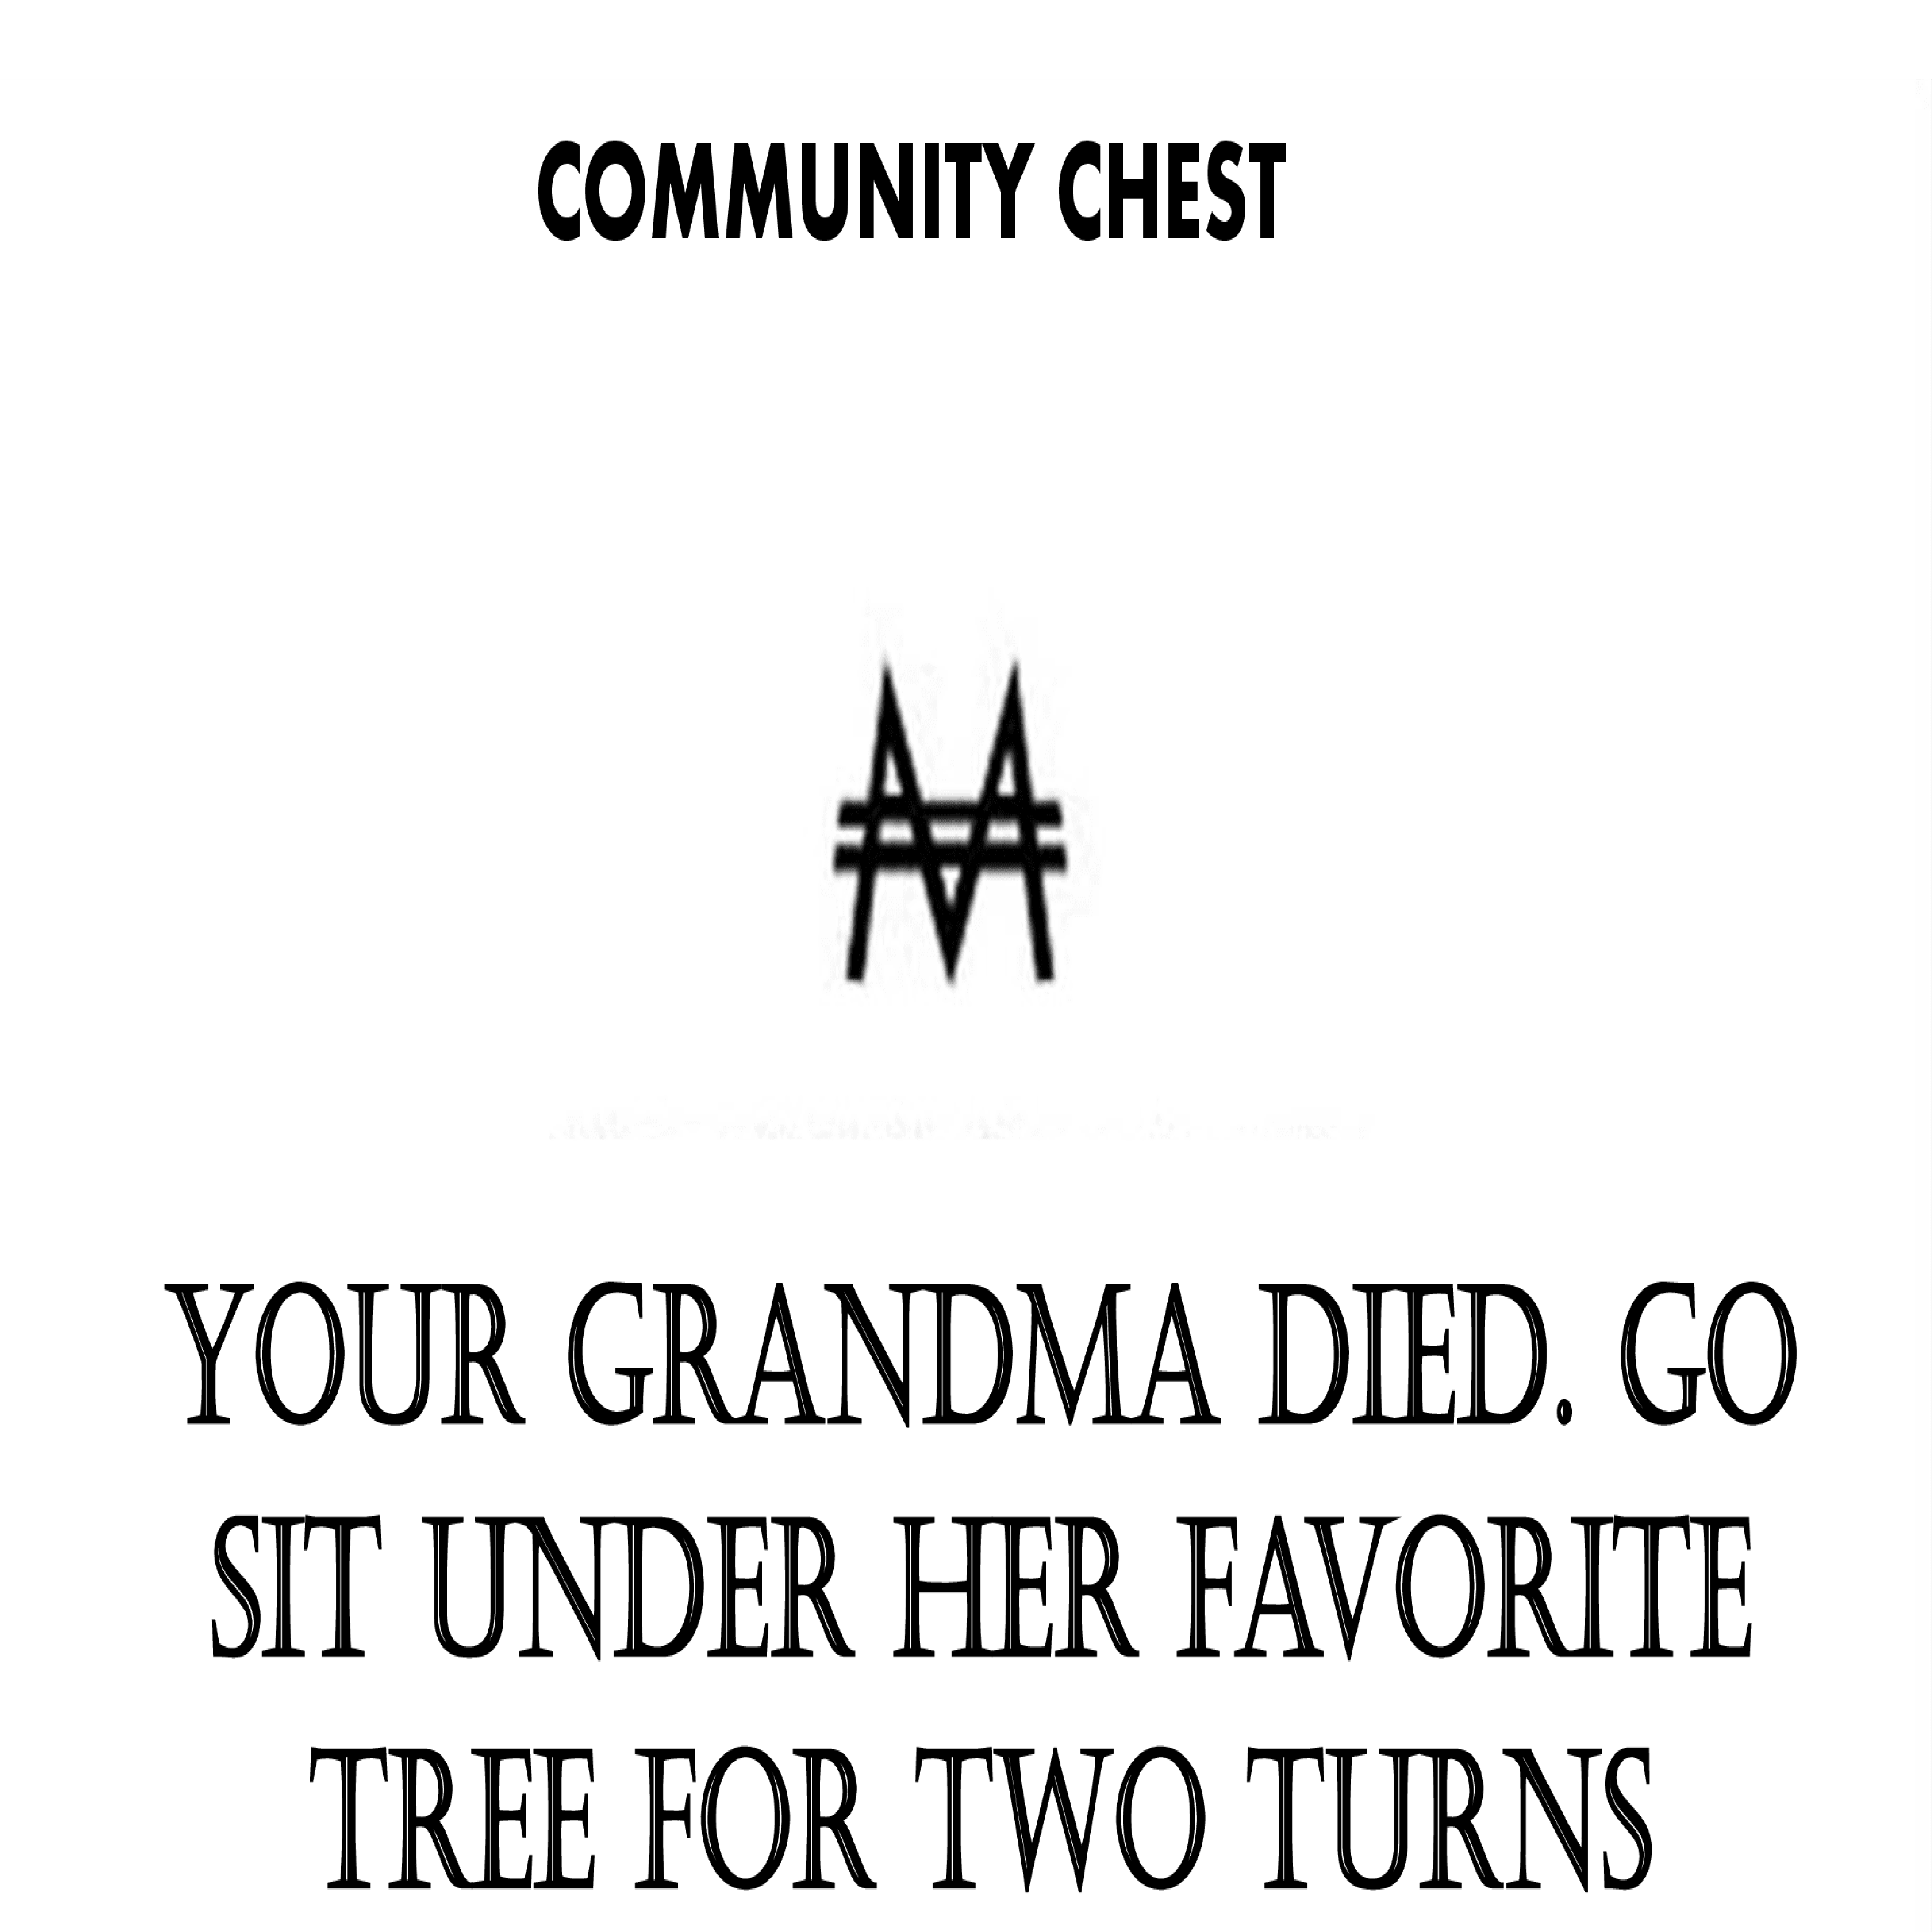 COMMUNITY CHEST
YOUR GRANDMA DIED. GO
SIT UNDER HER FAVORITE
TREE FOR TWO TURNS